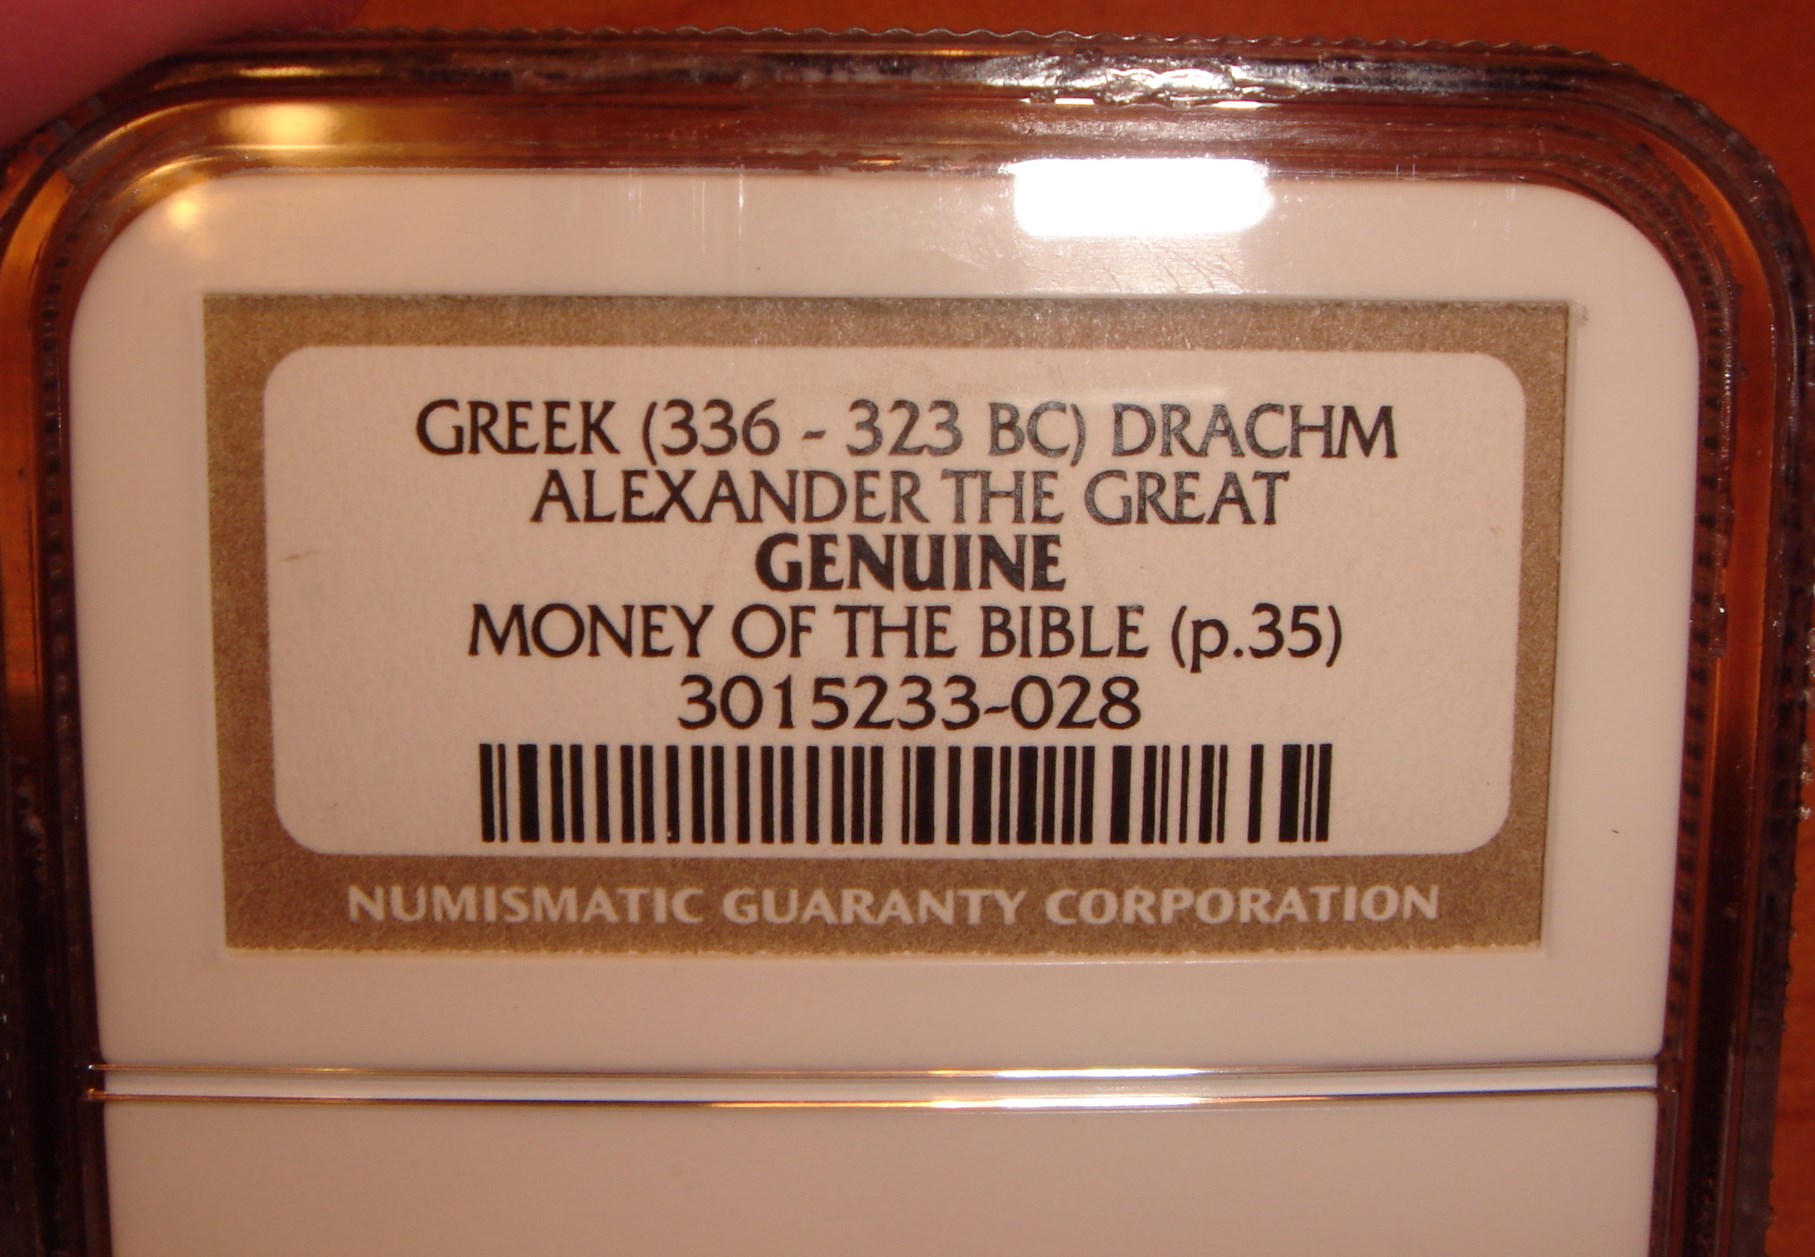 GREEK (336 - 323 BC) DRACHM
ALEXANDER THE GREAT
GENUINE
MONEY OF THE BIBLE (p.35)
3015233-028
NUMISMATIC GUARANTY CORPORATION